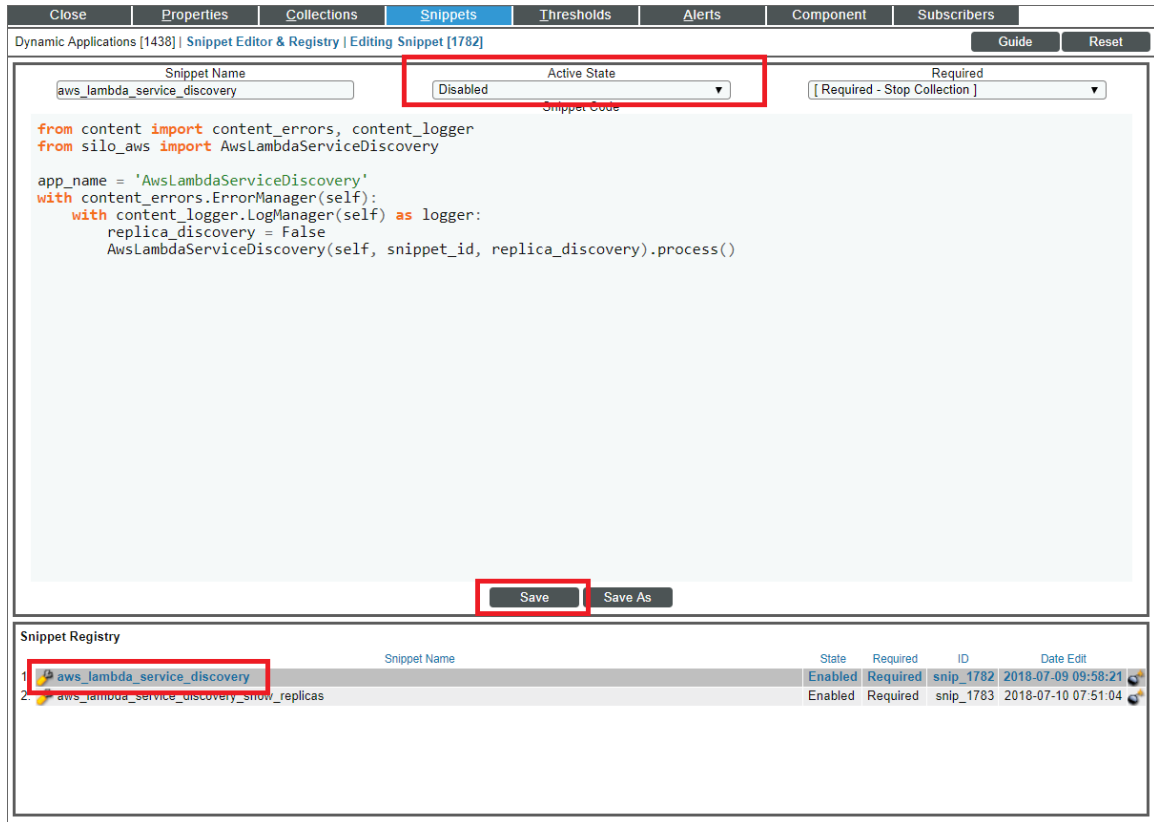 Close Properties Collections Snippets Thresholds Alerts Component Subscribers
Dynamic Applications [1438] | Snippet Editor & Registry | Editing Snippet [1782] Guide Reset
Snippet Name Active State Required
aws_lambda_service_discovery Disabled [ Required - Stop Collection ]
Snippet Code
from content import content_errors, content_logger
from silo_aws import AwsLambdaServiceDiscovery
app_name = 'AwsLambdaServiceDiscovery'
with content_errors.ErrorManager(self):
with content_logger.LogManager(self) as logger:
replica_discovery = False
AwsLambdaServiceDiscovery(self, snippet_id, replica_discovery).process()
Save Save As
Snippet Registry
Snippet Name State Required ID Date Edit
1. aws_lambda_service_discovery Enabled Required snip_1782 2018-07-09 09:58:21
2. aws_lambda_service_discovery_show_replicas Enabled Required snip_1783 2018-07-10 07:51:04